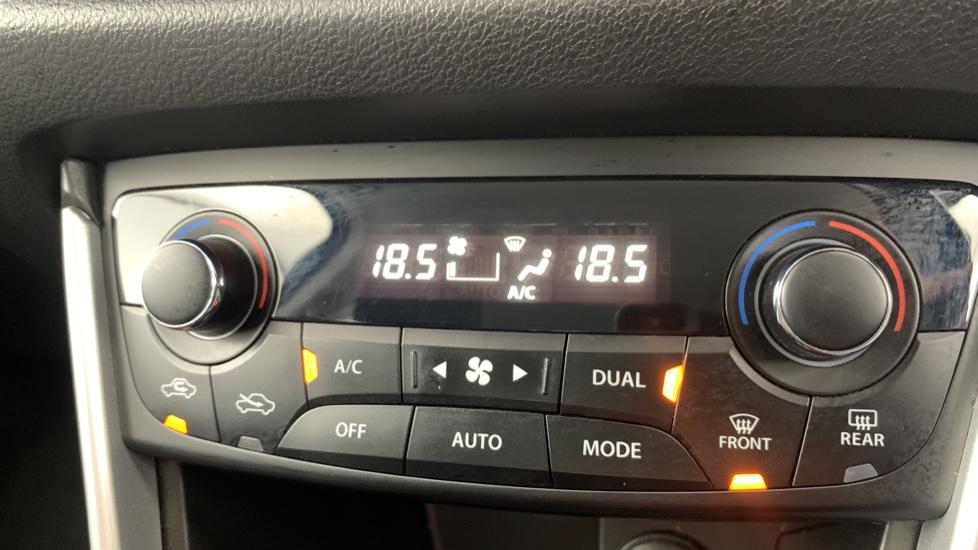 18.5 18.5
A/C
A/C
DUAL
OFF
AUTO
MODE
FRONT
REAR